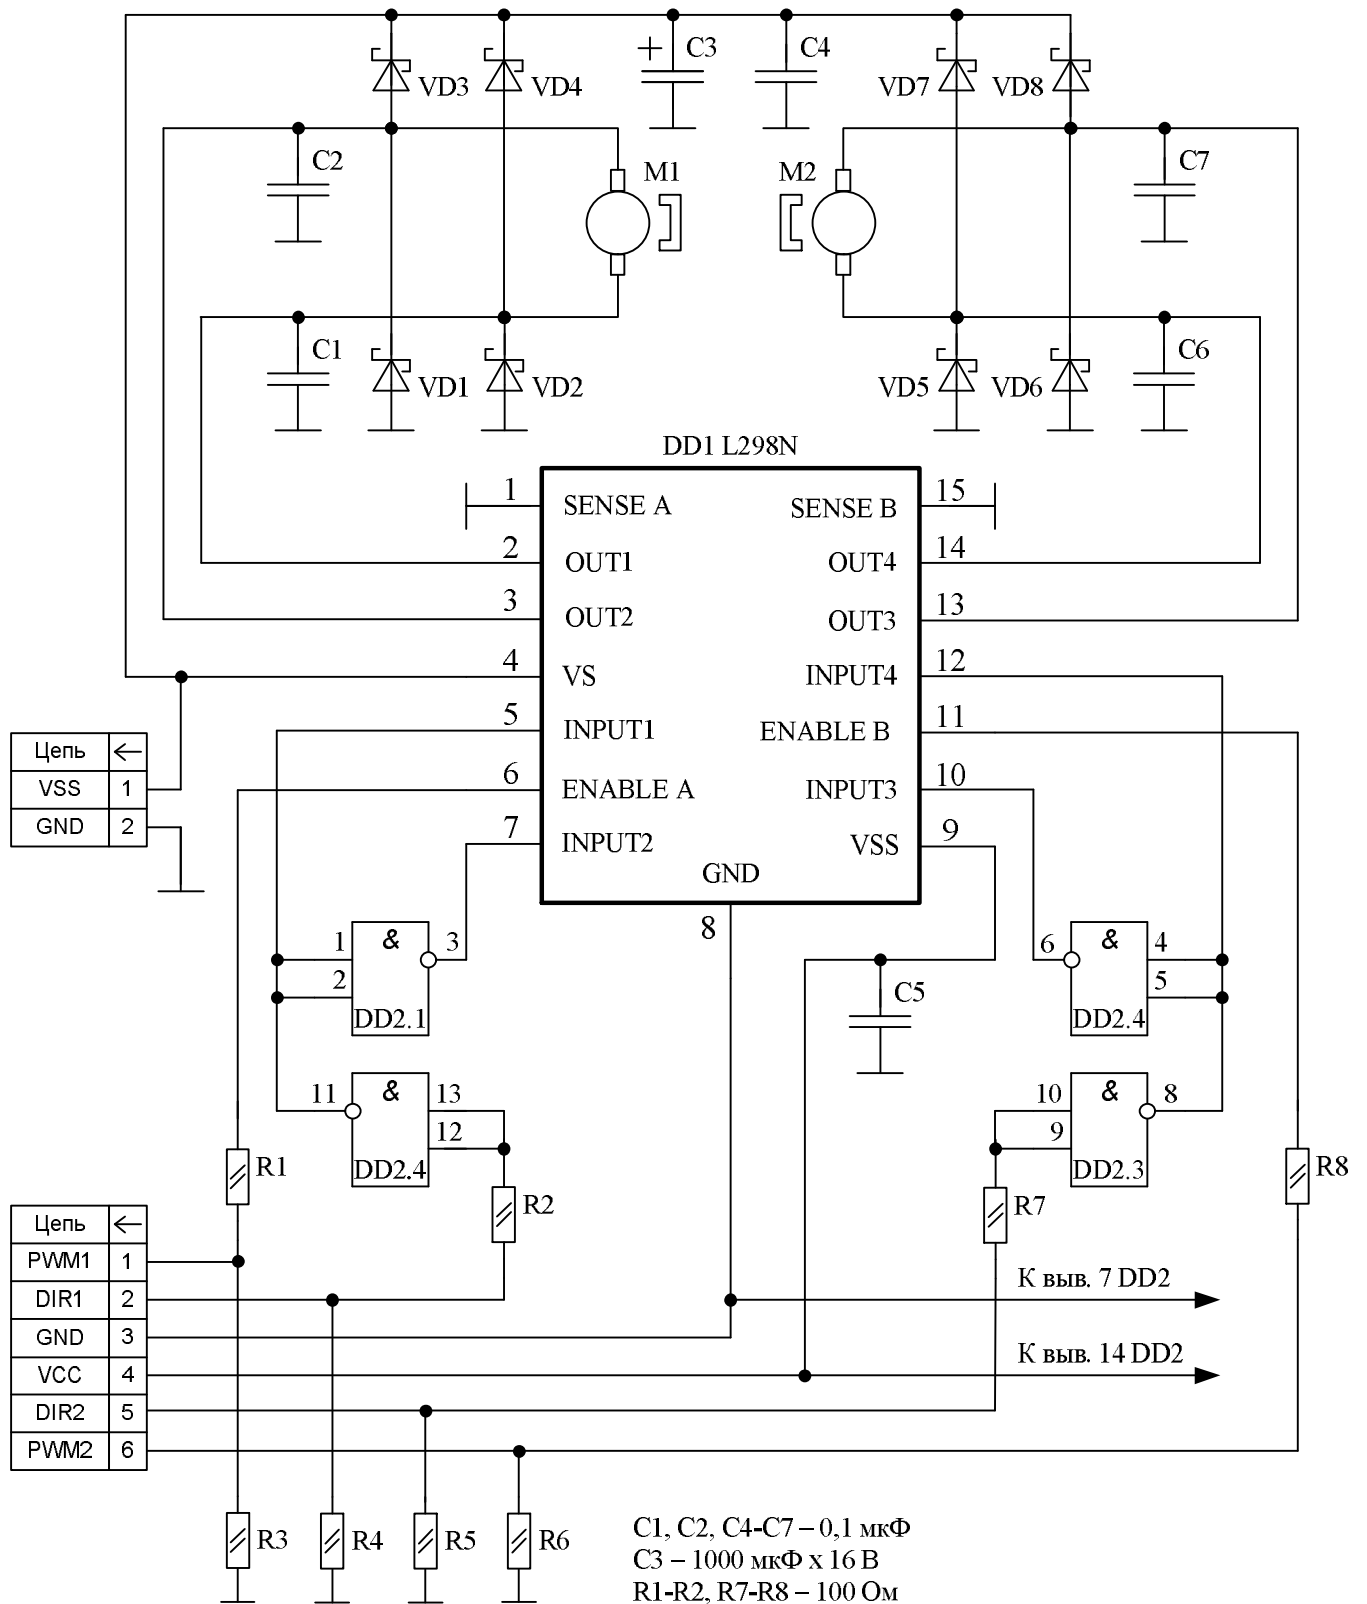 + C3 C4
VD3 VD4 VD7 VD8
C2 M1 M2 C7
C1 VD1 VD2 VD5 VD6 C6
DD1 L298N
1 SENSE A SENSE B 15
2 OUT1 OUT4 14
3 OUT2 OUT3 13
4 VS INPUT4 12
5 INPUT1 ENABLE B 11
6 ENABLE A INPUT3 10
7 INPUT2 VSS 9
GND
8
Цепь ←
VSS 1
GND 2
1 & 3
2
DD2.1
C5
6 & 4
5
DD2.4
11 & 13
12
DD2.4
10 & 8
9
DD2.3
R1 R2 R7 R8
Цепь ←
PWM1 1
DIR1 2
GND 3
VCC 4
DIR2 5
PWM2 6
К выв. 7 DD2
К выв. 14 DD2
R3 R4 R5 R6
C1, C2, C4-C7 – 0,1 мкФ
C3 – 1000 мкФ x 16 В
R1-R2, R7-R8 – 100 Ом